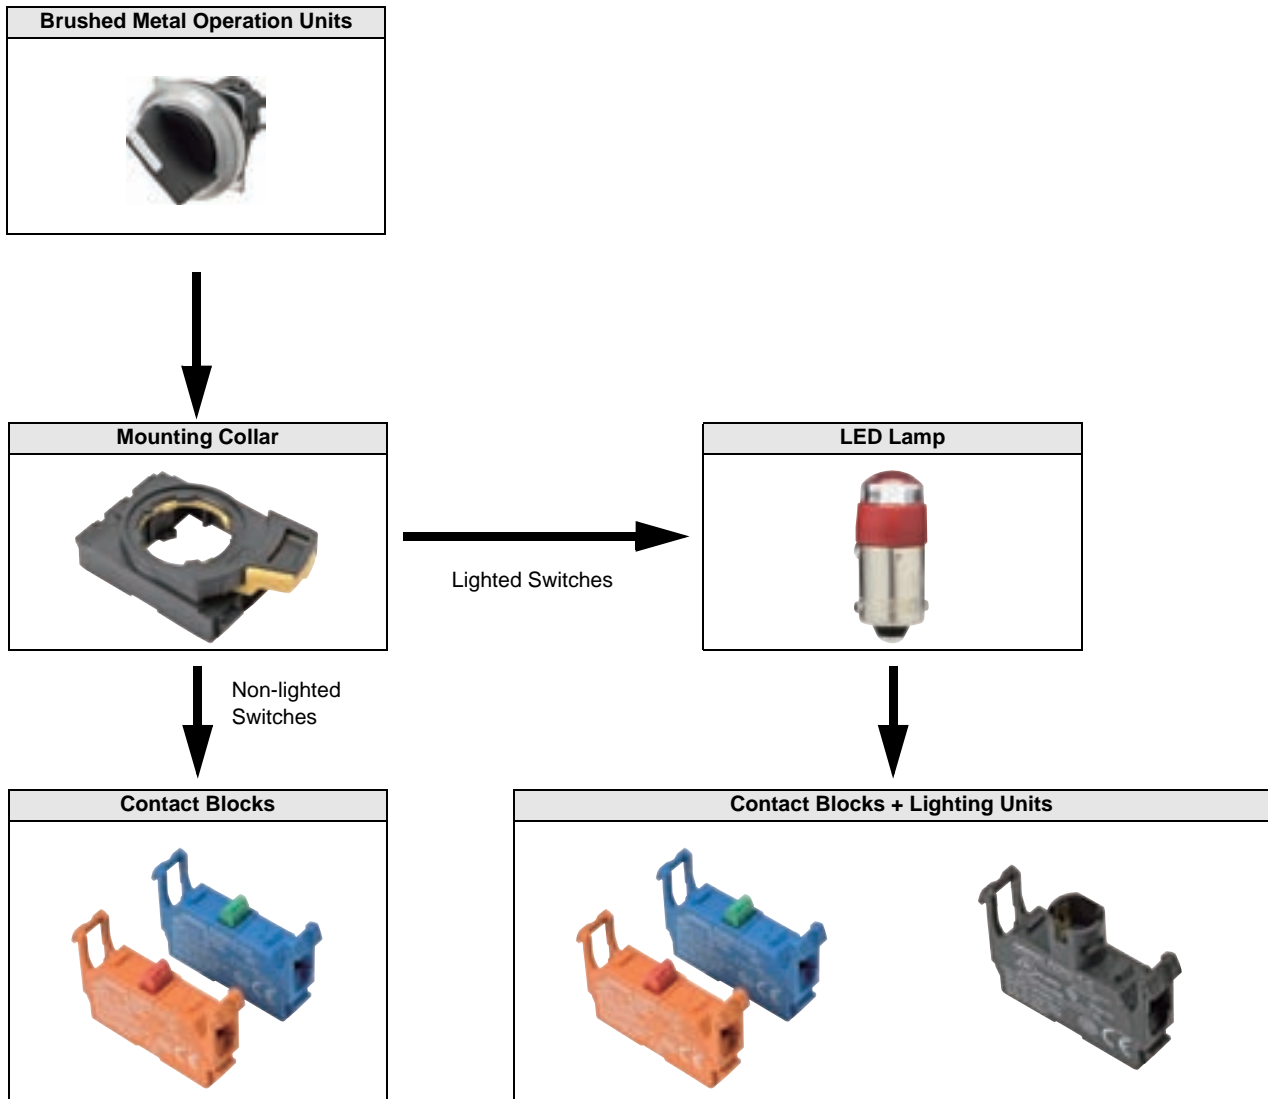 Brushed Metal Operation Units
Mounting Collar
LED Lamp
Lighted Switches
Non-lighted
Switches
Contact Blocks
Contact Blocks + Lighting Units